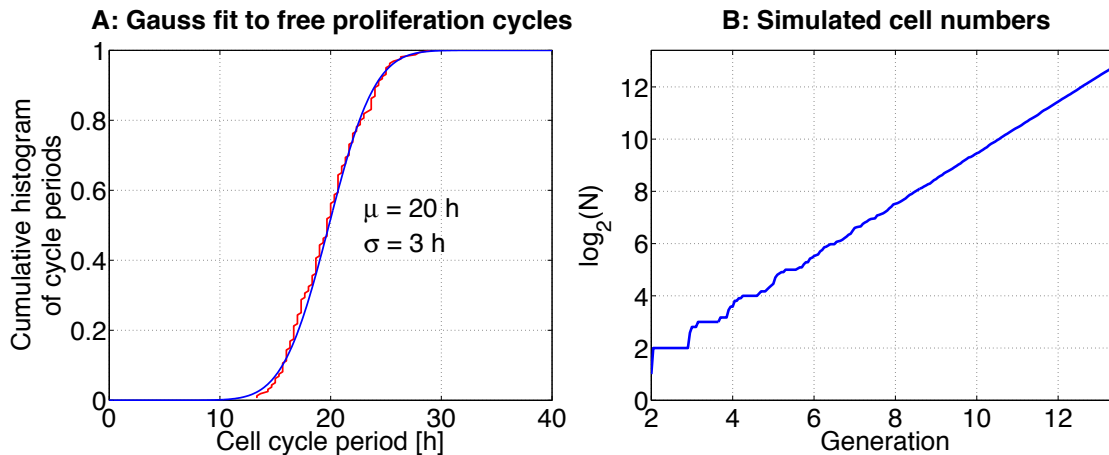 A: Gauss fit to free proliferation cycles
Cumulative histogram
of cycle periods
1
0.8
0.6
0.4
0.2
0
μ = 20 h
σ = 3 h
0 10 20 30 40
Cell cycle period [h]
B: Simulated cell numbers
log2(N)
12
10
8
6
4
2
0
2 4 6 8 10 12
Generation